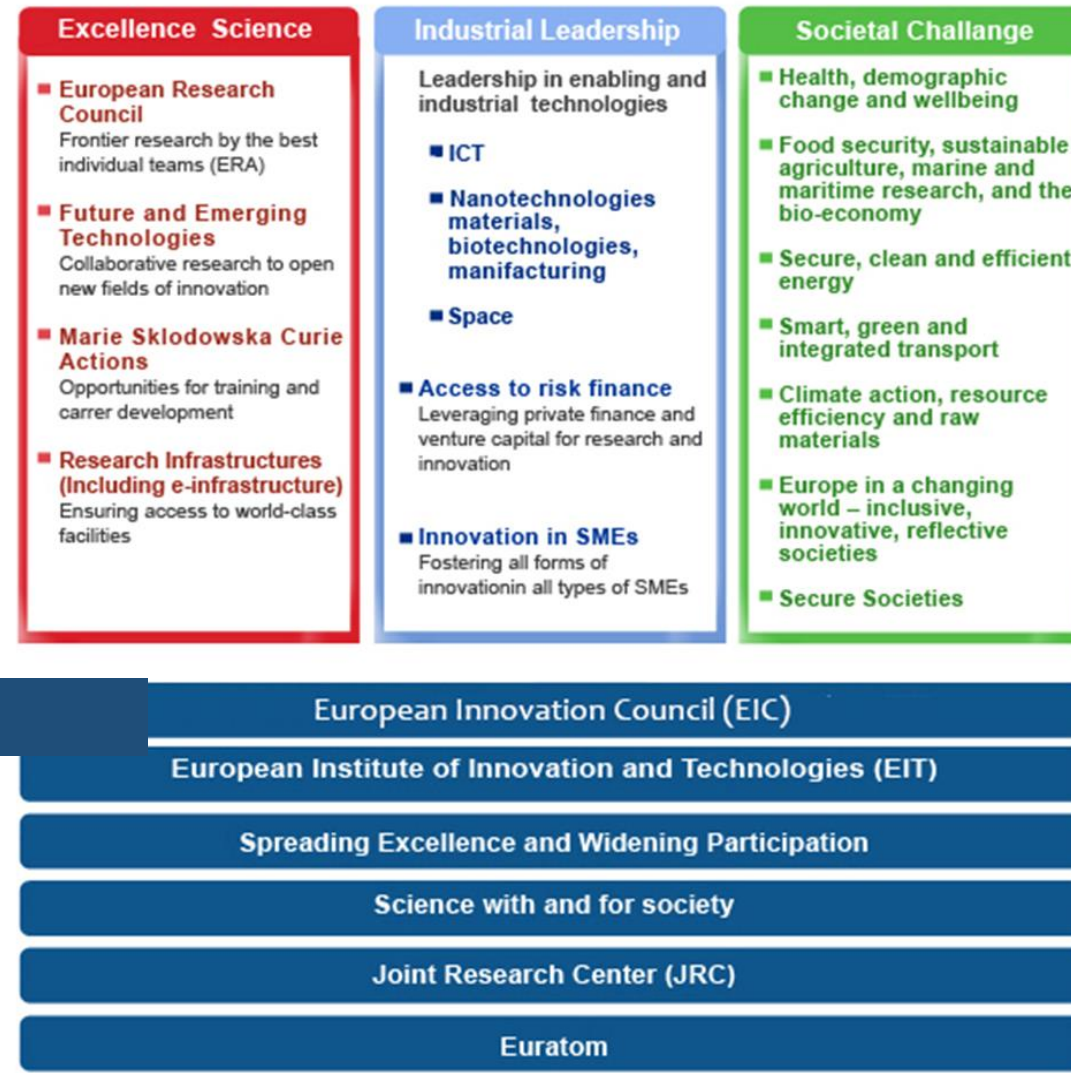 Excellence Science
European Research
Council
Frontier research by the best
individual teams (ERA)
Future and Emerging
Technologies
Collaborative research to open
new fields of innovation
Marie Sklodowska Curie
Actions
Opportunities for training and
carrer development
Research Infrastructures
(Including e-infrastructure)
Ensuring access to world-class
facilities
Industrial Leadership
Leadership in enabling and
industrial technologies
ICT
Nanotechnologies
materials,
biotechnologies,
manifacturing
Space
Access to risk finance
Leveraging private finance and
venture capital for research and
innovation
Innovation in SMEs
Fostering all forms of
innovationin all types of SMEs
Societal Challange
Health, demographic
change and wellbeing
Food security, sustainable
agriculture, marine and
maritime research, and the
bio-economy
Secure, clean and efficient
energy
Smart, green and
integrated transport
Climate action, resource
efficiency and raw
materials
Europe in a changing
world – inclusive,
innovative, reflective
societies
Secure Societies
European Innovation Council (EIC)
European Institute of Innovation and Technologies (EIT)
Spreading Excellence and Widening Participation
Science with and for society
Joint Research Center (JRC)
Euratom